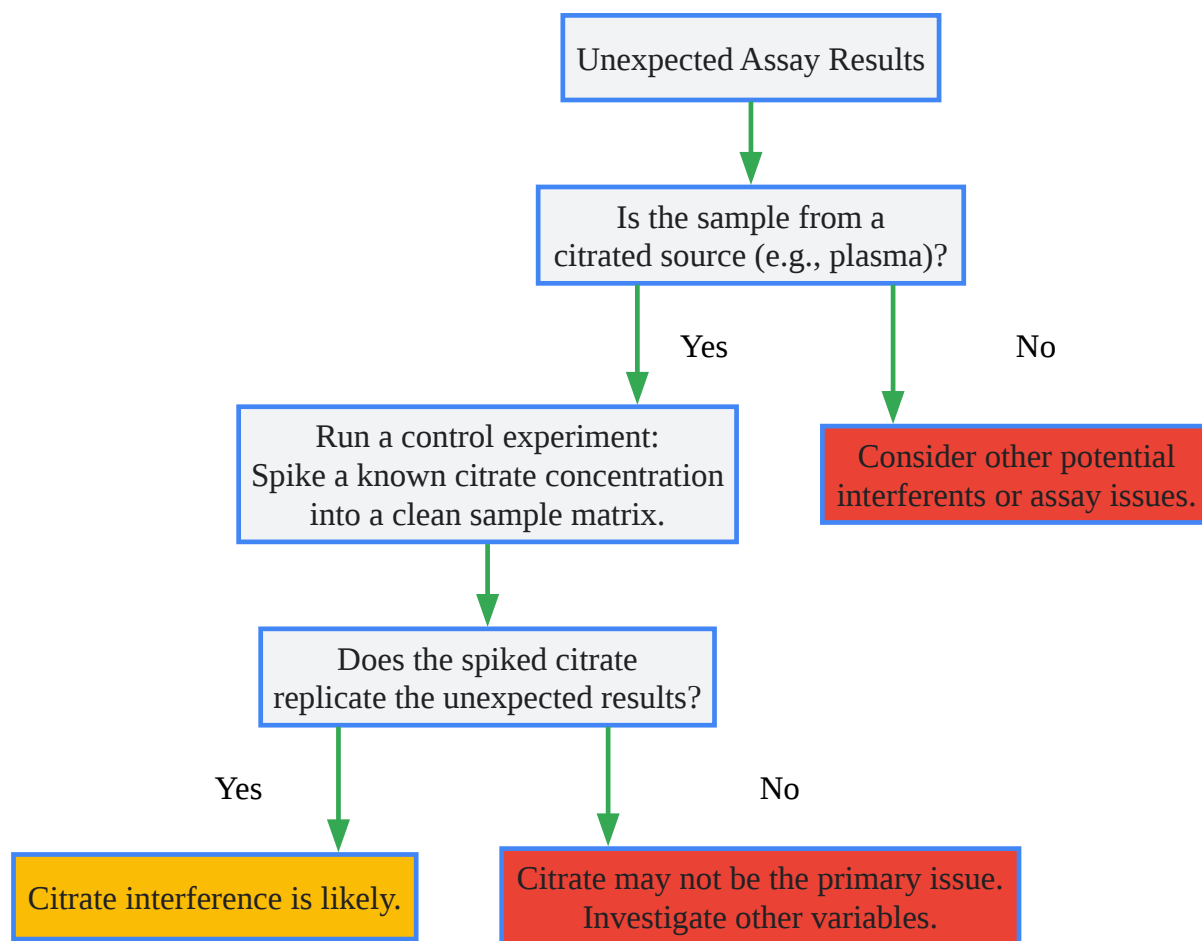 Unexpected Assay Results
Is the sample from a
citrated source (e.g., plasma)?
Yes
No
Run a control experiment:
Spike a known citrate concentration
into a clean sample matrix.
Consider other potential
interferents or assay issues.
Does the spiked citrate
replicate the unexpected results?
Yes
No
Citrate interference is likely.
Citrate may not be the primary issue.
Investigate other variables.